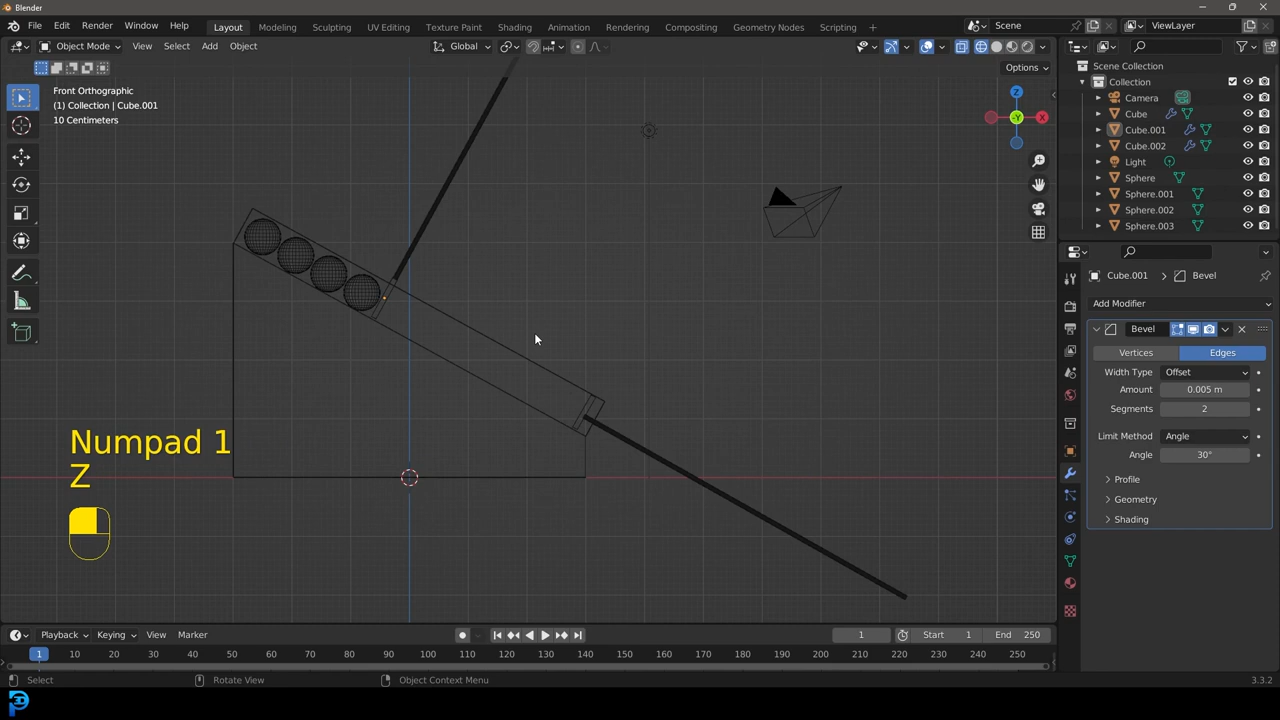 Blender
File Edit Render Window Help
Layout Modeling Sculpting UV Editing Texture Paint Shading Animation Rendering Compositing Geometry Nodes Scripting +
Scene
ViewLayer
Object Mode View Select Add Object
Global
Options
Front Orthographic
(1) Collection | Cube.001
10 Centimeters
Z
X
-Y
Scene Collection
Collection
Camera
Cube
Cube.001
Cube.002
Light
Sphere
Sphere.001
Sphere.002
Sphere.003
Cube.001 > Bevel
Add Modifier
Bevel
Vertices Edges
Width Type Offset
Amount 0.005 m
Segments 2
Limit Method Angle
Angle 30°
Profile
Geometry
Shading
Numpad 1
Z
Playback Keying View Marker
1 Start 1 End 250
1 10 20 30 40 50 60 70 80 90 100 110 120 130 140 150 160 170 180 190 200 210 220 230 240 250
Select Rotate View Object Context Menu 3.3.2